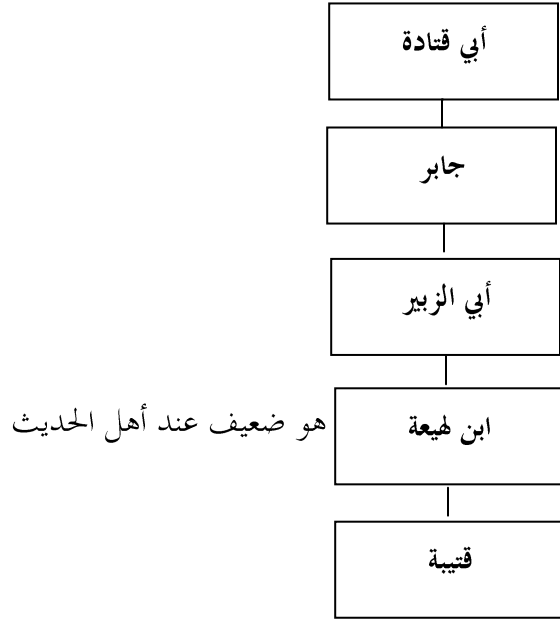 أبي قتادة
جابر
أبي الزبير
ابن لهيعة
هو ضعيف عند أهل الحديث
قتيبة